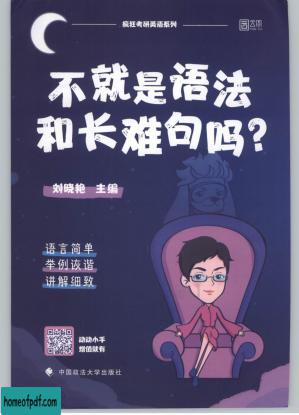 疯狂考研英语系列
不就是语法
和长难句吗?
刘晓艳 主编
语言简单
举例诙谐
讲解细致
动动小手
增值就有
中国政法大学出版社
homeofpdf.com